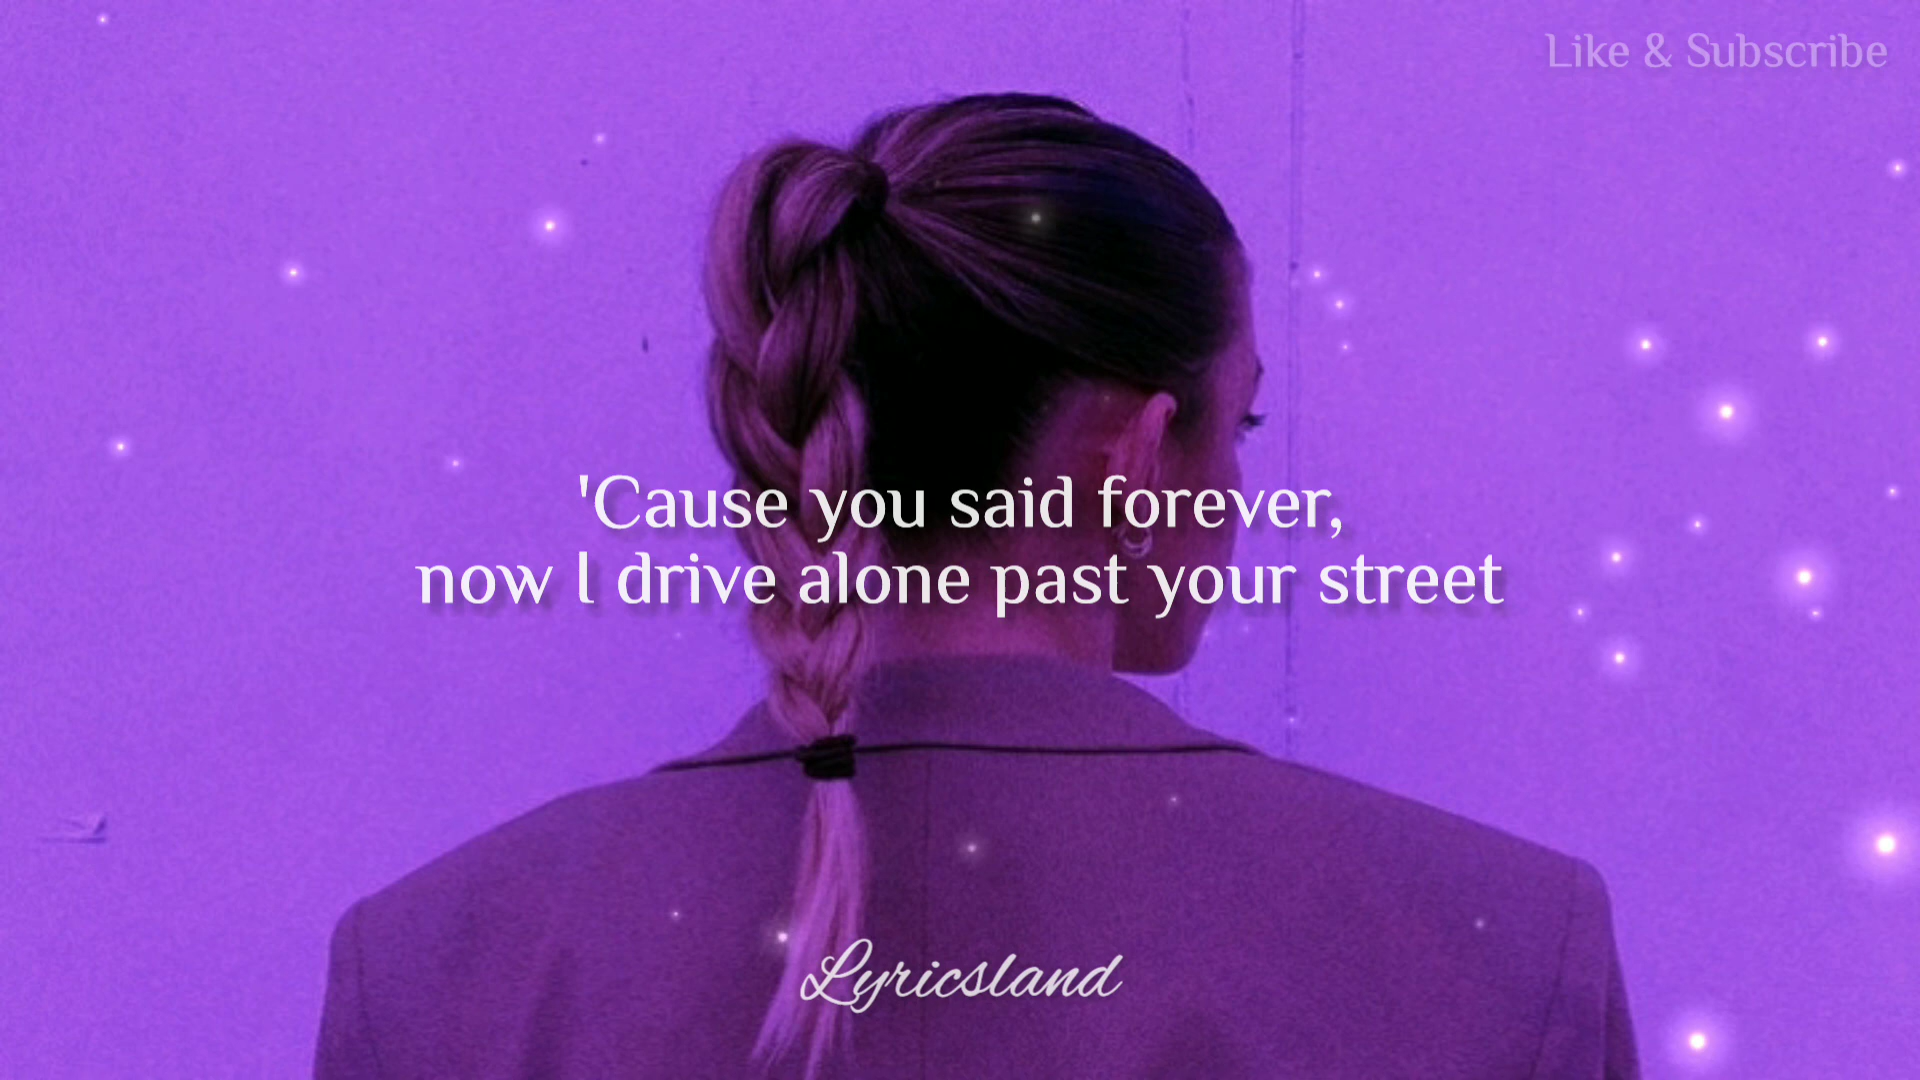 Like & Subscribe
'Cause you said forever,
now I drive alone past your street
Lyricsland